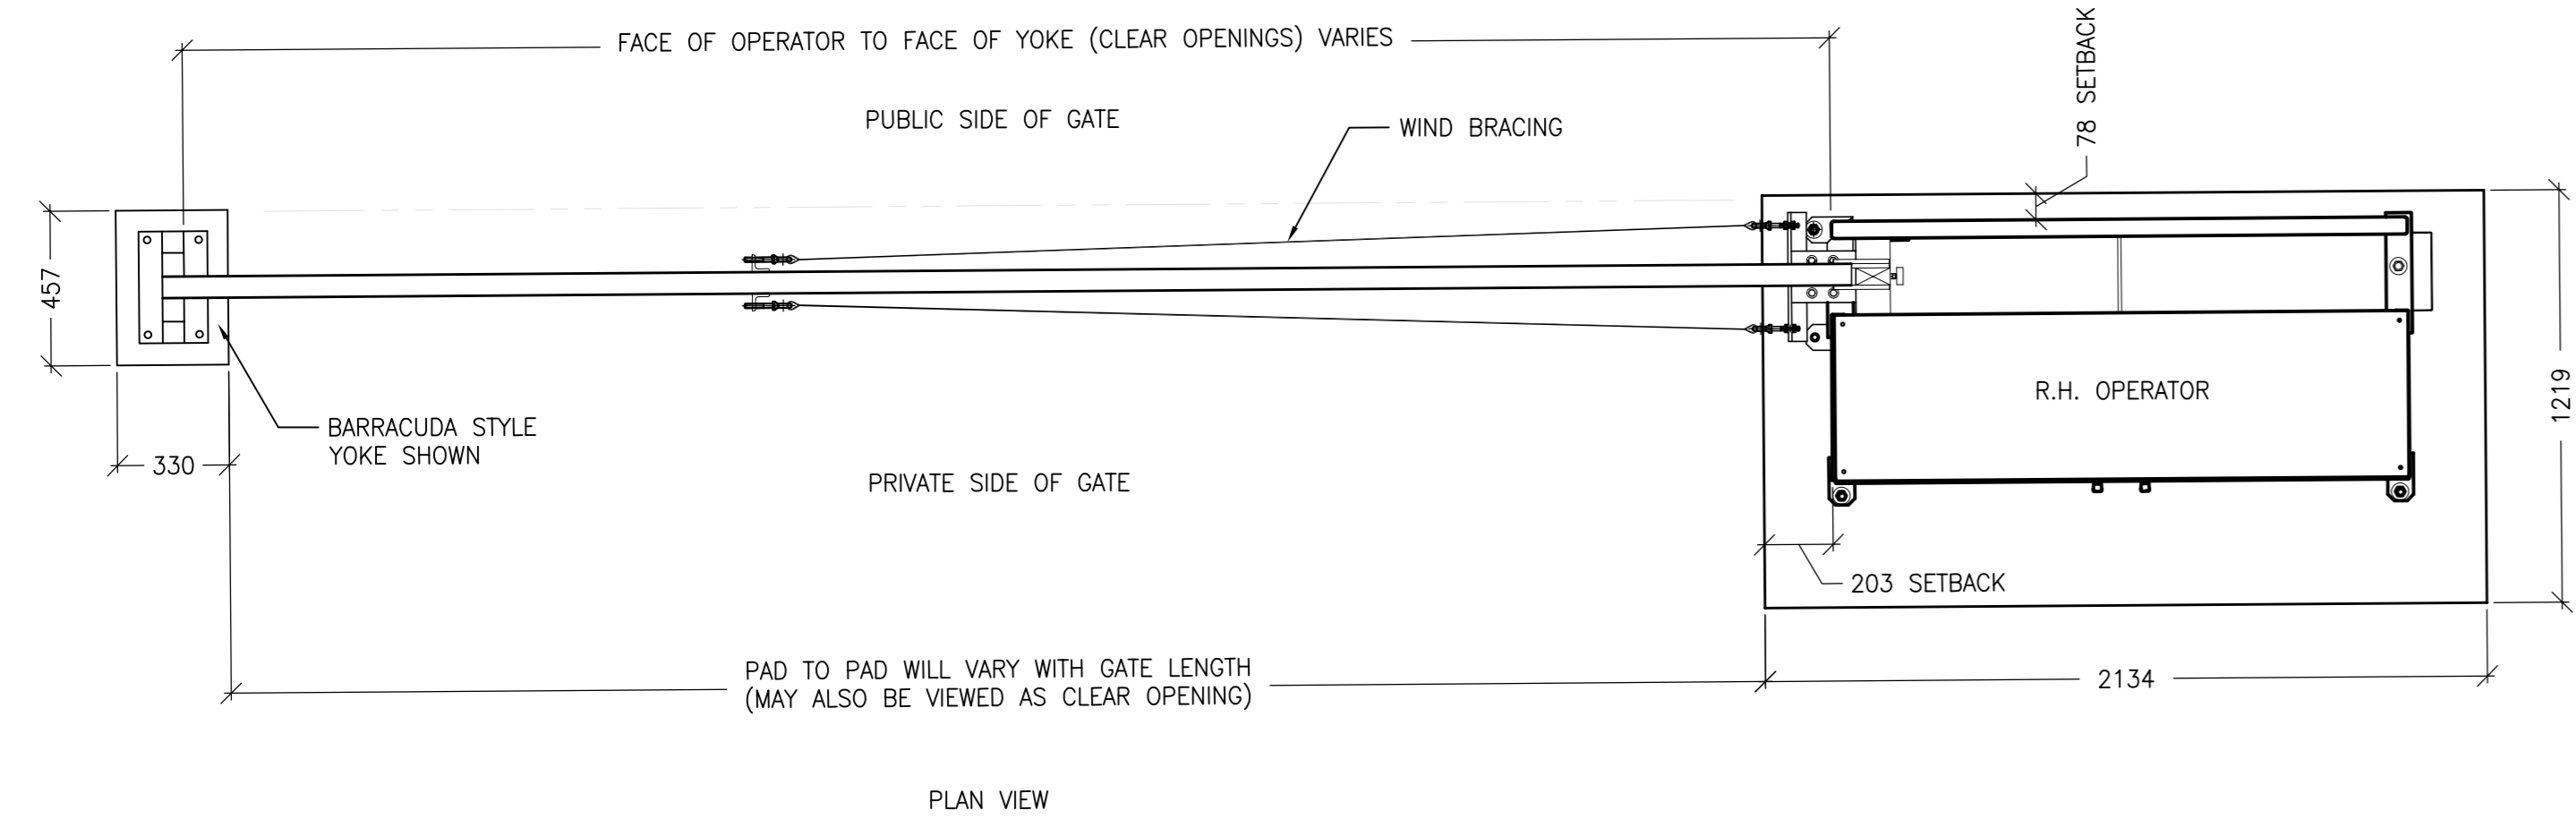 FACE OF OPERATOR TO FACE OF YOKE (CLEAR OPENINGS) VARIES
78 SETBACK
PUBLIC SIDE OF GATE
WIND BRACING
457
1219
R.H. OPERATOR
BARRACUDA STYLE
YOKE SHOWN
330
PRIVATE SIDE OF GATE
203 SETBACK
PAD TO PAD WILL VARY WITH GATE LENGTH
(MAY ALSO BE VIEWED AS CLEAR OPENING)
2134
PLAN VIEW